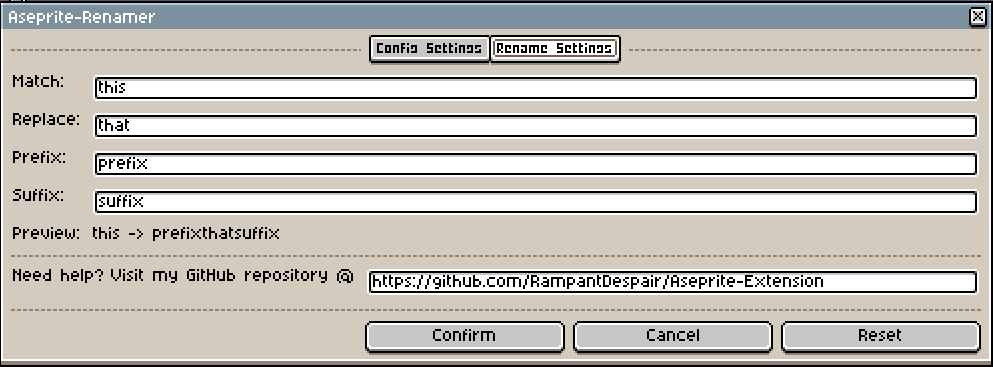 Aseprite-Renamer
Config Settings Rename Settings
Match: this
Replace: that
Prefix: prefix
Suffix: suffix
Preview: this -> prefixthatsuffix
Need help? Visit my GitHub repository @ https://github.com/RampantDespair/Aseprite-Extension
Confirm Cancel Reset